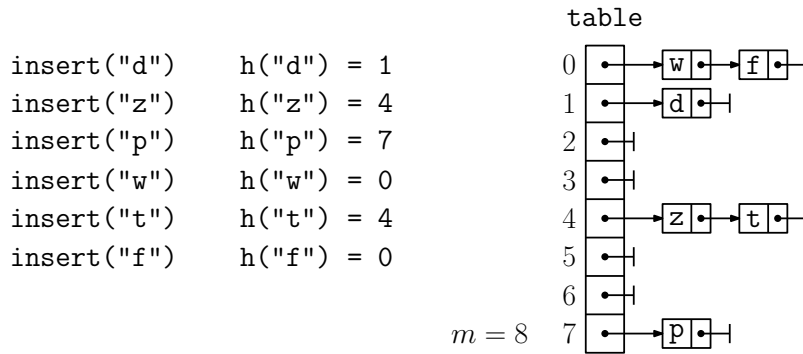 table
insert("d") h("d") = 1
insert("z") h("z") = 4
insert("p") h("p") = 7
insert("w") h("w") = 0
insert("t") h("t") = 4
insert("f") h("f") = 0
0 w f
1 d
2
3
4 z t
5
6
m = 8 7 p